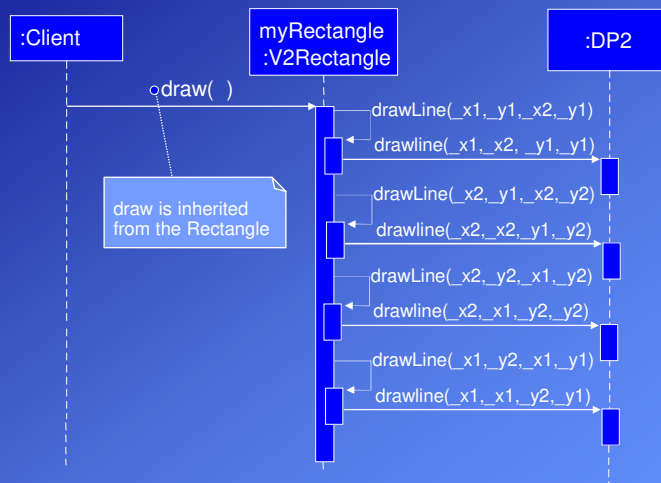 :Client
myRectangle
:V2Rectangle
:DP2
draw( )
drawLine(_x1,_y1,_x2,_y1)
drawline(_x1,_x2, _y1,_y1)
draw is inherited
from the Rectangle
drawLine(_x2,_y1,_x2,_y2)
drawline(_x2,_x2,_y1,_y2)
drawLine(_x2,_y2,_x1,_y2)
drawline(_x2,_x1,_y2,_y2)
drawLine(_x1,_y2,_x1,_y1)
drawline(_x1,_x1,_y2,_y1)